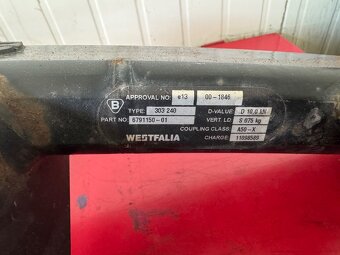 APPROVAL NO. e13 00-1846
B TYPE: 303 240 D-VALUE: D 10,0 kN
PART NO 6791150-01 VERT. LD S 075 kg
COUPLING CLASS: A50-X
WESTFALIA CHARGE: